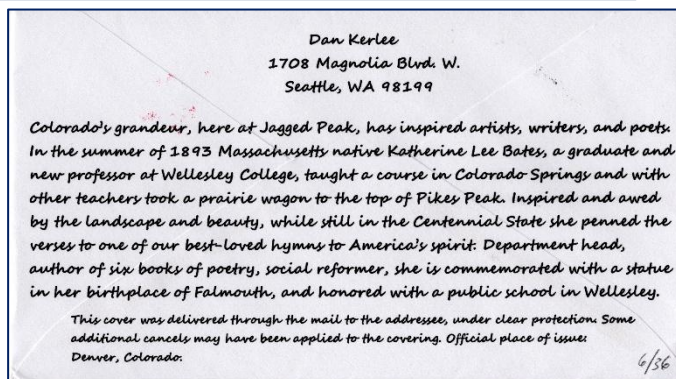 Dan Kerlee
1708 Magnolia Blvd. W.
Seattle, WA 98199
Colorado's grandeur, here at Jagged Peak, has inspired artists, writers, and poets.
In the summer of 1893 Massachusetts native Katherine Lee Bates, a graduate and
new professor at Wellesley College, taught a course in Colorado Springs and with
other teachers took a prairie wagon to the top of Pikes Peak. Inspired and awed
by the landscape and beauty, while still in the Centennial State she penned the
verses to one of our best-loved hymns to America's spirit. Department head,
author of six books of poetry, social reformer, she is commemorated with a statue
in her birthplace of Falmouth, and honored with a public school in Wellesley.
This cover was delivered through the mail to the addressee, under clear protection. Some
additional cancels may have been applied to the covering. Official place of issue:
Denver, Colorado.
6/36